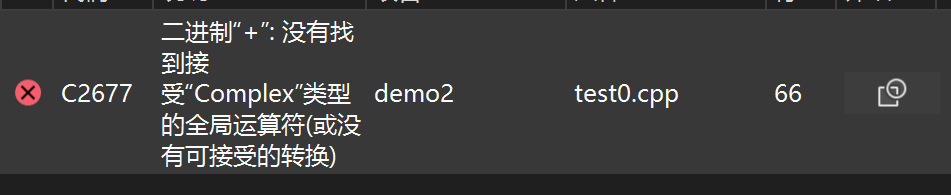 二进制“+”: 没有找
到接
受“Complex”类型
C2677
demo2
test0.cpp
66
的全局运算符(或没
有可接受的转换)